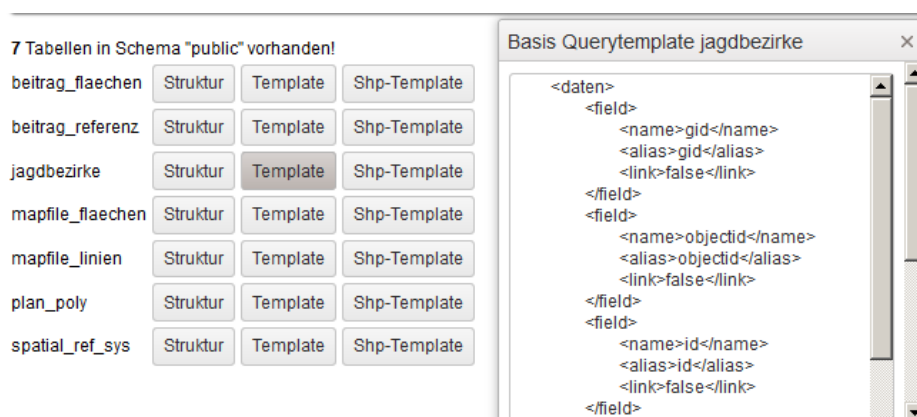 7 Tabellen in Schema "public" vorhanden!
beitrag_flaechen Struktur Template Shp-Template
beitrag_referenz Struktur Template Shp-Template
jagdbezirke Struktur Template Shp-Template
mapfile_flaechen Struktur Template Shp-Template
mapfile_linien Struktur Template Shp-Template
plan_poly Struktur Template Shp-Template
spatial_ref_sys Struktur Template Shp-Template
Basis Querytemplate jagdbezirke ×
<daten>
<field>
<name>gid</name>
<alias>gid</alias>
<link>false</link>
</field>
<field>
<name>objectid</name>
<alias>objectid</alias>
<link>false</link>
</field>
<field>
<name>id</name>
<alias>id</alias>
<link>false</link>
</field>